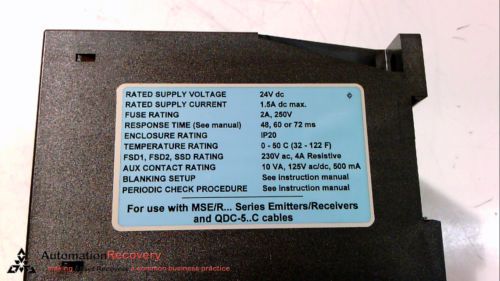 RATED SUPPLY VOLTAGE 24V dc
RATED SUPPLY CURRENT 1.5A dc max.
FUSE RATING 2A, 250V
RESPONSE TIME (See manual) 48, 60 or 72 ms
ENCLOSURE RATING IP20
TEMPERATURE RATING 0 - 50 C (32 - 122 F)
FSD1, FSD2, SSD RATING 230V ac, 4A Resistive
AUX CONTACT RATING 10 VA, 125V ac/dc, 500 mA
BLANKING SETUP See instruction manual
PERIODIC CHECK PROCEDURE See instruction manual
For use with MSE/R... Series Emitters/Receivers
and QDC-5..C cables
AutomationRecovery
a common business practice